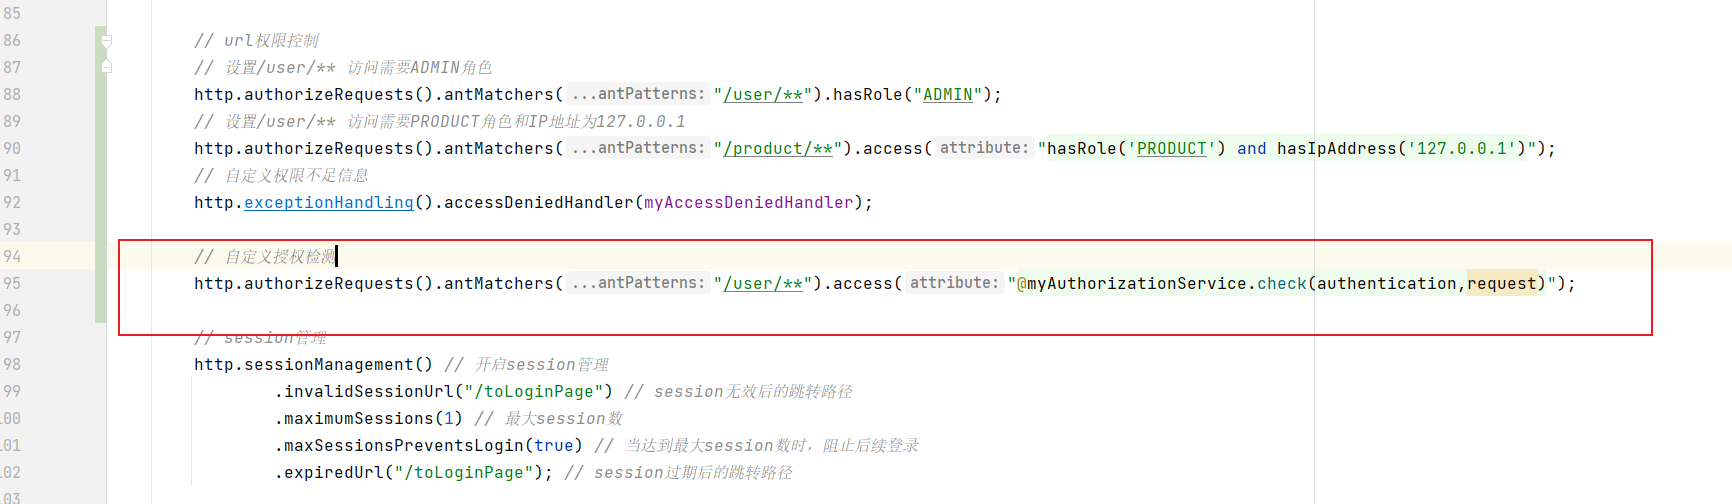 85
86 // url权限控制
87 // 设置/user/** 访问需要ADMIN角色
88 http.authorizeRequests().antMatchers( ...antPatterns: "/user/**").hasRole("ADMIN");
89 // 设置/user/** 访问需要PRODUCT角色和IP地址为127.0.0.1
90 http.authorizeRequests().antMatchers( ...antPatterns: "/product/**").access( attribute: "hasRole('PRODUCT') and hasIpAddress('127.0.0.1')");
91 // 自定义权限不足信息
92 http.exceptionHandling().accessDeniedHandler(myAccessDeniedHandler);
93
94 // 自定义授权检测
95 http.authorizeRequests().antMatchers( ...antPatterns: "/user/**").access( attribute: "@myAuthorizationService.check(authentication,request)");
96
97 // session管理
98 http.sessionManagement() // 开启session管理
99 .invalidSessionUrl("/toLoginPage") // session无效后的跳转路径
100 .maximumSessions(1) // 最大session数
101 .maxSessionsPreventsLogin(true) // 当达到最大session数时，阻止后续登录
102 .expiredUrl("/toLoginPage"); // session过期后的跳转路径
103